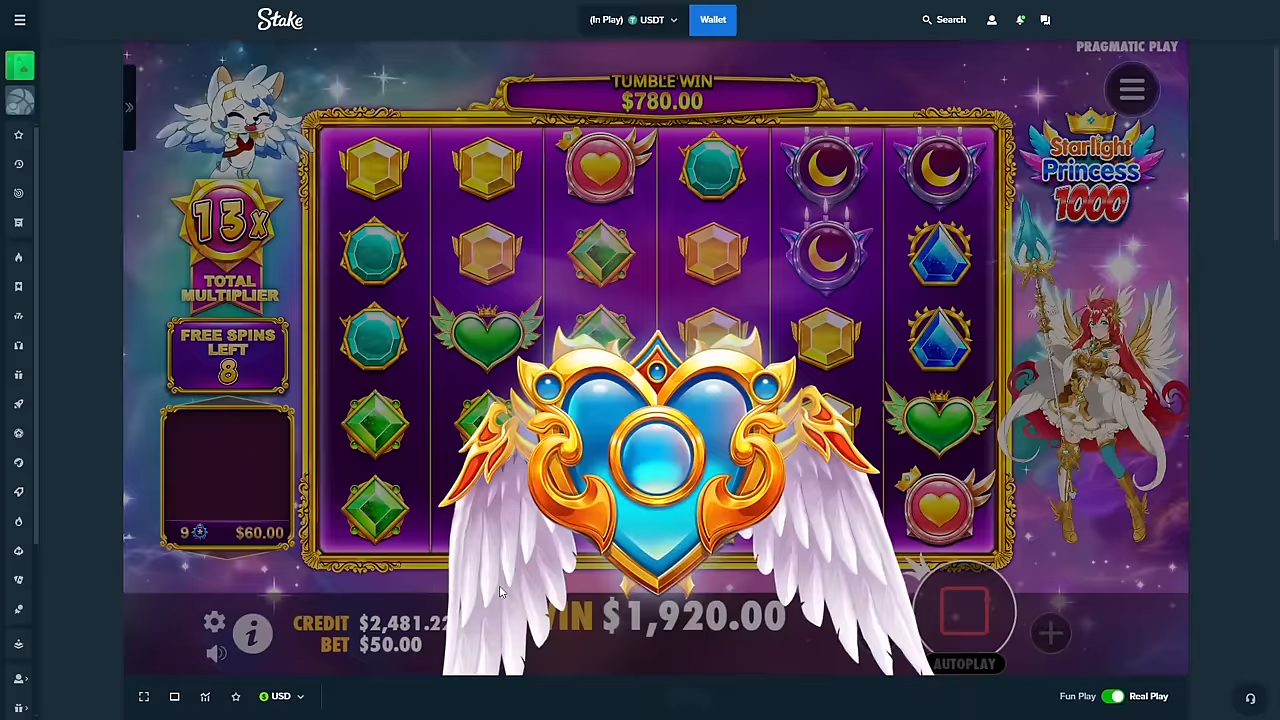 Stake
(In Play) USDT
Wallet
Search
PRAGMATIC PLAY
TUMBLE WIN
$780.00
Starlight
Princess
1000
13x
TOTAL
MULTIPLIER
FREE SPINS
LEFT
8
9 $60.00
CREDIT $2,481.22
BET $50.00
WIN $1,920.00
AUTOPLAY
USD
Fun Play
Real Play